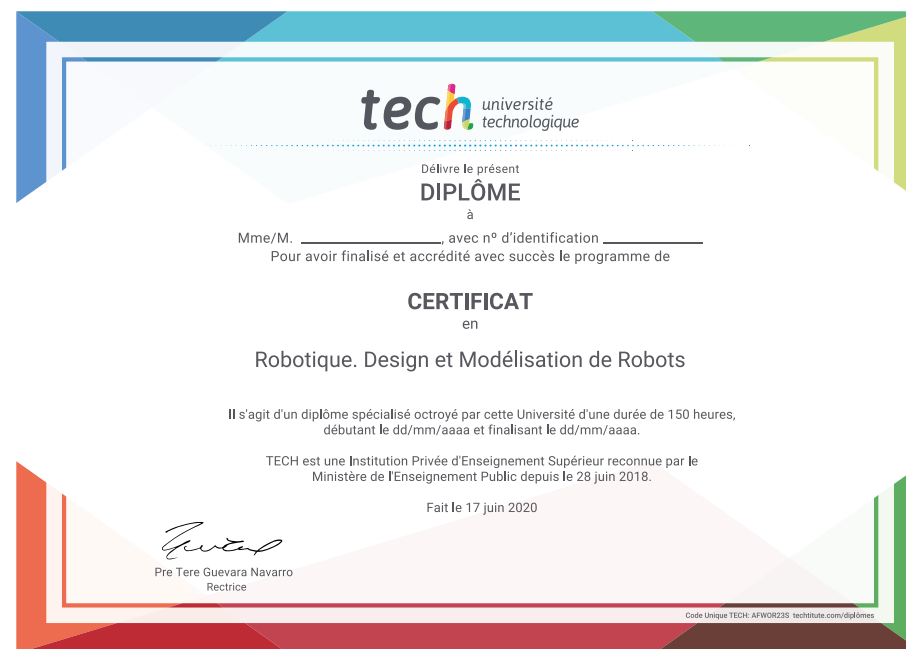 tech université
technologique
Délivre le présent
DIPLÔME
à
Mme/M. ____________________, avec nº d'identification ______________
Pour avoir finalisé et accrédité avec succès le programme de
CERTIFICAT
en
Robotique. Design et Modélisation de Robots
Il s'agit d'un diplôme spécialisé octroyé par cette Université d'une durée de 150 heures,
débutant le dd/mm/aaaa et finalisant le dd/mm/aaaa.
TECH est une Institution Privée d'Enseignement Supérieur reconnue par le
Ministère de l'Enseignement Public depuis le 28 juin 2018.
Fait le 17 juin 2020
Pre Tere Guevara Navarro
Rectrice
Code Unique TECH: AFWOR23S techtitute.com/diplômes